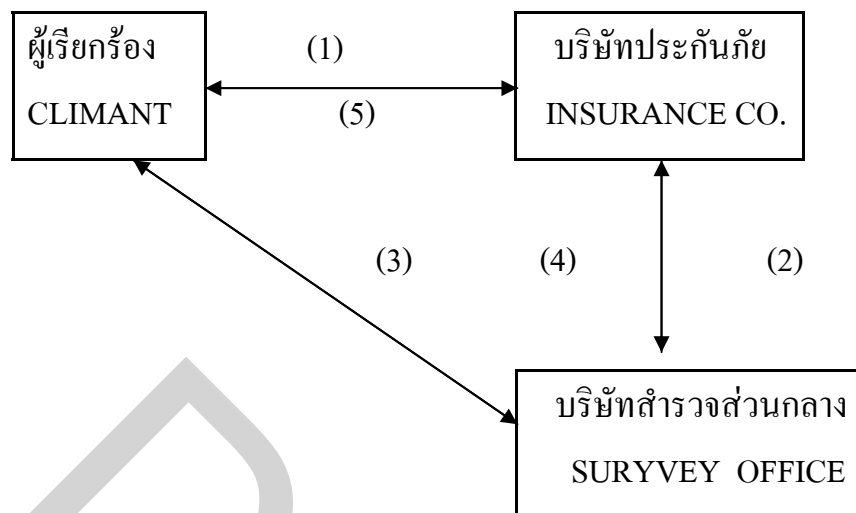 ผู้เรียกร้อง
CLIMANT
(1)
(5)
บริษัทประกันภัย
INSURANCE CO.
(3)
(4)
(2)
บริษัทสำรวจส่วนกลาง
SURYVEY OFFICE